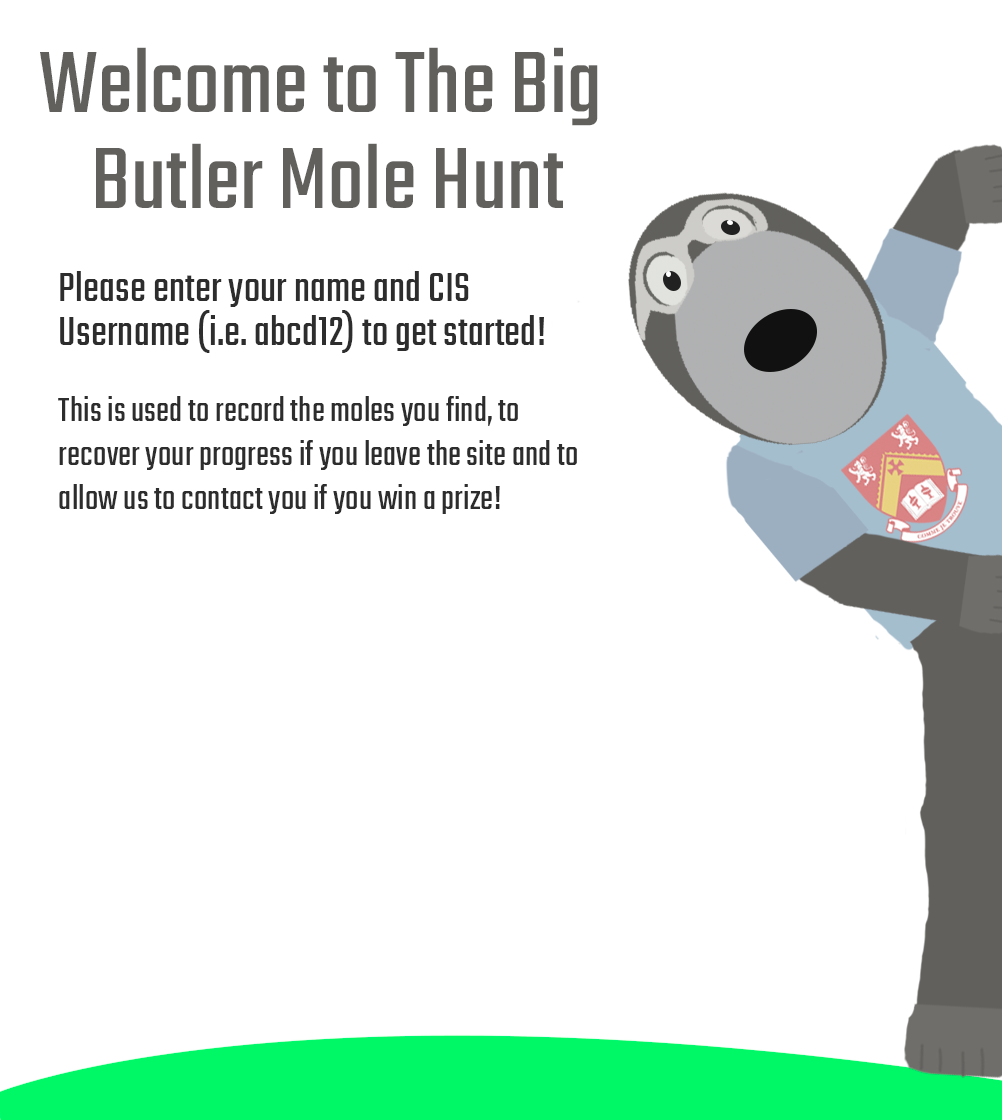 Welcome to The Big
Butler Mole Hunt
Please enter your name and CIS
Username (i.e. abcd12) to get started!
This is used to record the moles you find, to
recover your progress if you leave the site and to
allow us to contact you if you win a prize!